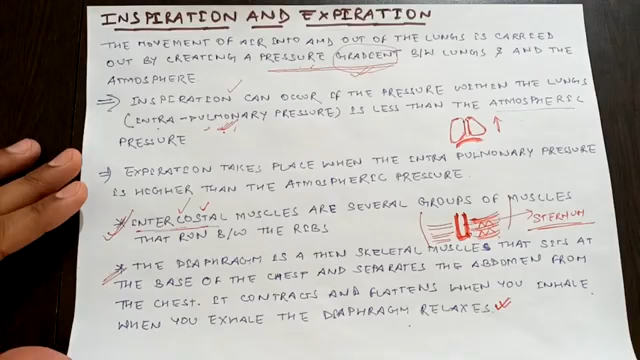 INSPIRATION AND EXPIRATION
THE MOVEMENT OF AIR INTO AND OUT OF THE LUNGS IS CARRIED
OUT BY CREATING A PRESSURE GRADIENT B/W LUNGS & AND THE
ATMOSPHERE
⇒ INSPIRATION CAN OCCUR IF THE PRESSURE WITHIN THE LUNGS
(INTRA-PULMONARY PRESSURE) IS LESS THAN THE ATMOSPHERIC
PRESSURE
⇒ EXPIRATION TAKES PLACE WHEN THE INTRA PULMONARY PRESSURE
IS HIGHER THAN THE ATMOSPHERIC PRESSURE.
* INTER COSTAL MUSCLES ARE SEVERAL GROUPS OF MUSCLES
THAT RUN B/W THE RIBS
STERNUM
* THE DIAPHRAGM IS A THIN SKELETAL MUSCLES THAT SITS AT
THE BASE OF THE CHEST AND SEPARATES THE ABDOMEN FROM
THE CHEST. IT CONTRACTS AND FLATTENS WHEN YOU INHALE
WHEN YOU EXHALE THE DIAPHRAGM RELAXES.